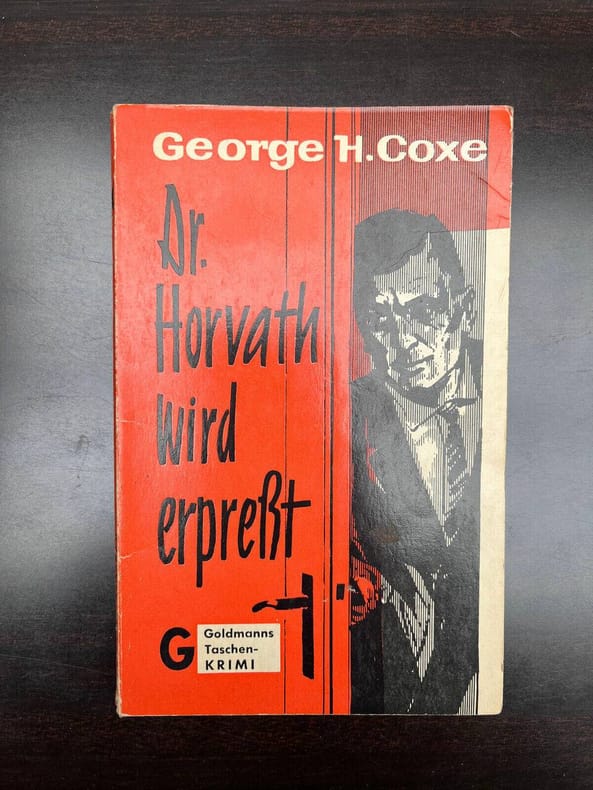 George H. Coxe
Dr.
Horvath
wird
erpreßt
G
Goldmanns
Taschen-
KRIMI